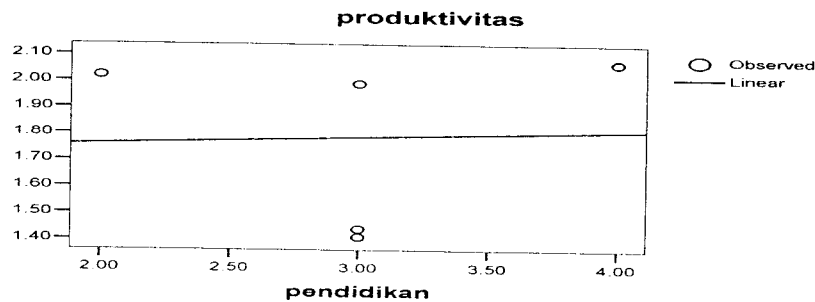 produktivitas
2.10
2.00
1.90
1.80
1.70
1.60
1.50
1.40
2.00 2.50 3.00 3.50 4.00
pendidikan
Observed
Linear